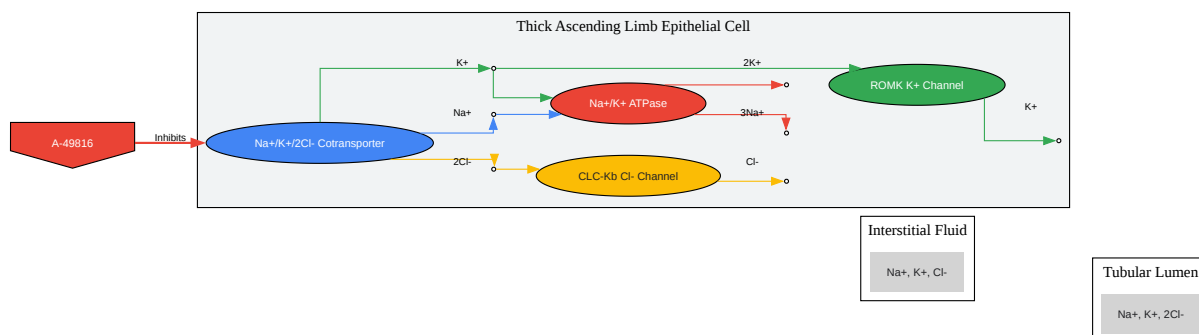 Thick Ascending Limb Epithelial Cell
K+
2K+
ROMK K+ Channel
Na+/K+ ATPase
K+
Na+
3Na+
A-49816
Inhibits
Na+/K+/2Cl- Cotransporter
2Cl-
Cl-
CLC-Kb Cl- Channel
Interstitial Fluid
Na+, K+, Cl-
Tubular Lumen
Na+, K+, 2Cl-